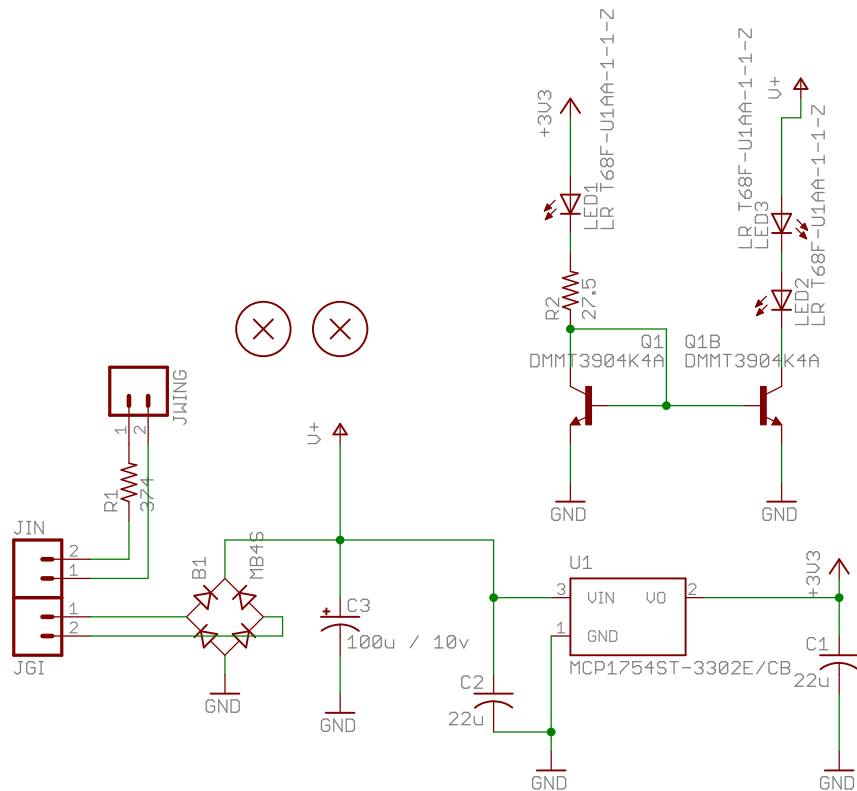 +3V3
LED1
LR T68F-U1AA-1-1-Z
R2
27.5
V+
LR T68F-U1AA-1-1-Z
LED3
LED2
LR T68F-U1AA-1-1-Z
Q1
DMMT3904K4A
Q1B
DMMT3904K4A
GND
GND
JWING
1
2
R1
374
JIN
2
1
1
2
JGI
B1
MB4S
GND
V+
C3
100u / 10v
GND
U1
3
VIN
VO
2
1
GND
MCP1754ST-3302E/CB
C2
22u
GND
+3V3
C1
22u
GND